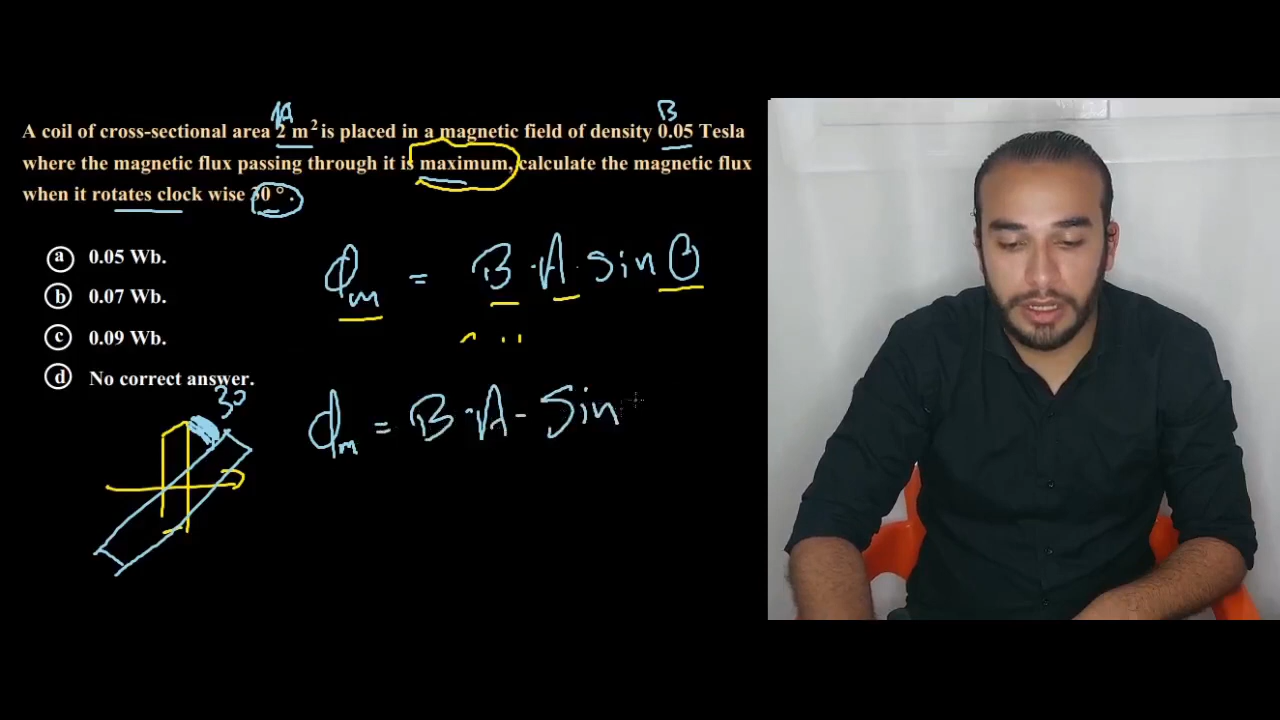 A
B
A coil of cross-sectional area 2 m² is placed in a magnetic field of density 0.05 Tesla
where the magnetic flux passing through it is maximum, calculate the magnetic flux
when it rotates clock wise 30 °.
a 0.05 Wb.
b 0.07 Wb.
c 0.09 Wb.
d No correct answer.
ϕm = B · A · sin θ
30
ϕm = B · A - Sin